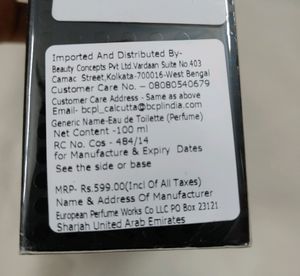 Imported And Distributed By-
Beauty Concepts Pvt Ltd.Vardaan Suite No.403
Camac Street,Kolkata-700016-West Bengal
Customer Care No. - 08080540679
Customer Care Address - Same as above
Email- bcpl_calcutta@bcplindia.com
Generic Name-Eau de Toilette (Perfume)
Net Content -100 ml
RC No. Cos - 484/14
for Manufacture & Expiry Dates
See the side or base
MRP- Rs.599.00(Incl Of All Taxes)
Name & Address Of Manufacturer
European Perfume Works Co LLC PO Box 23121
Sharjah United Arab Emirates